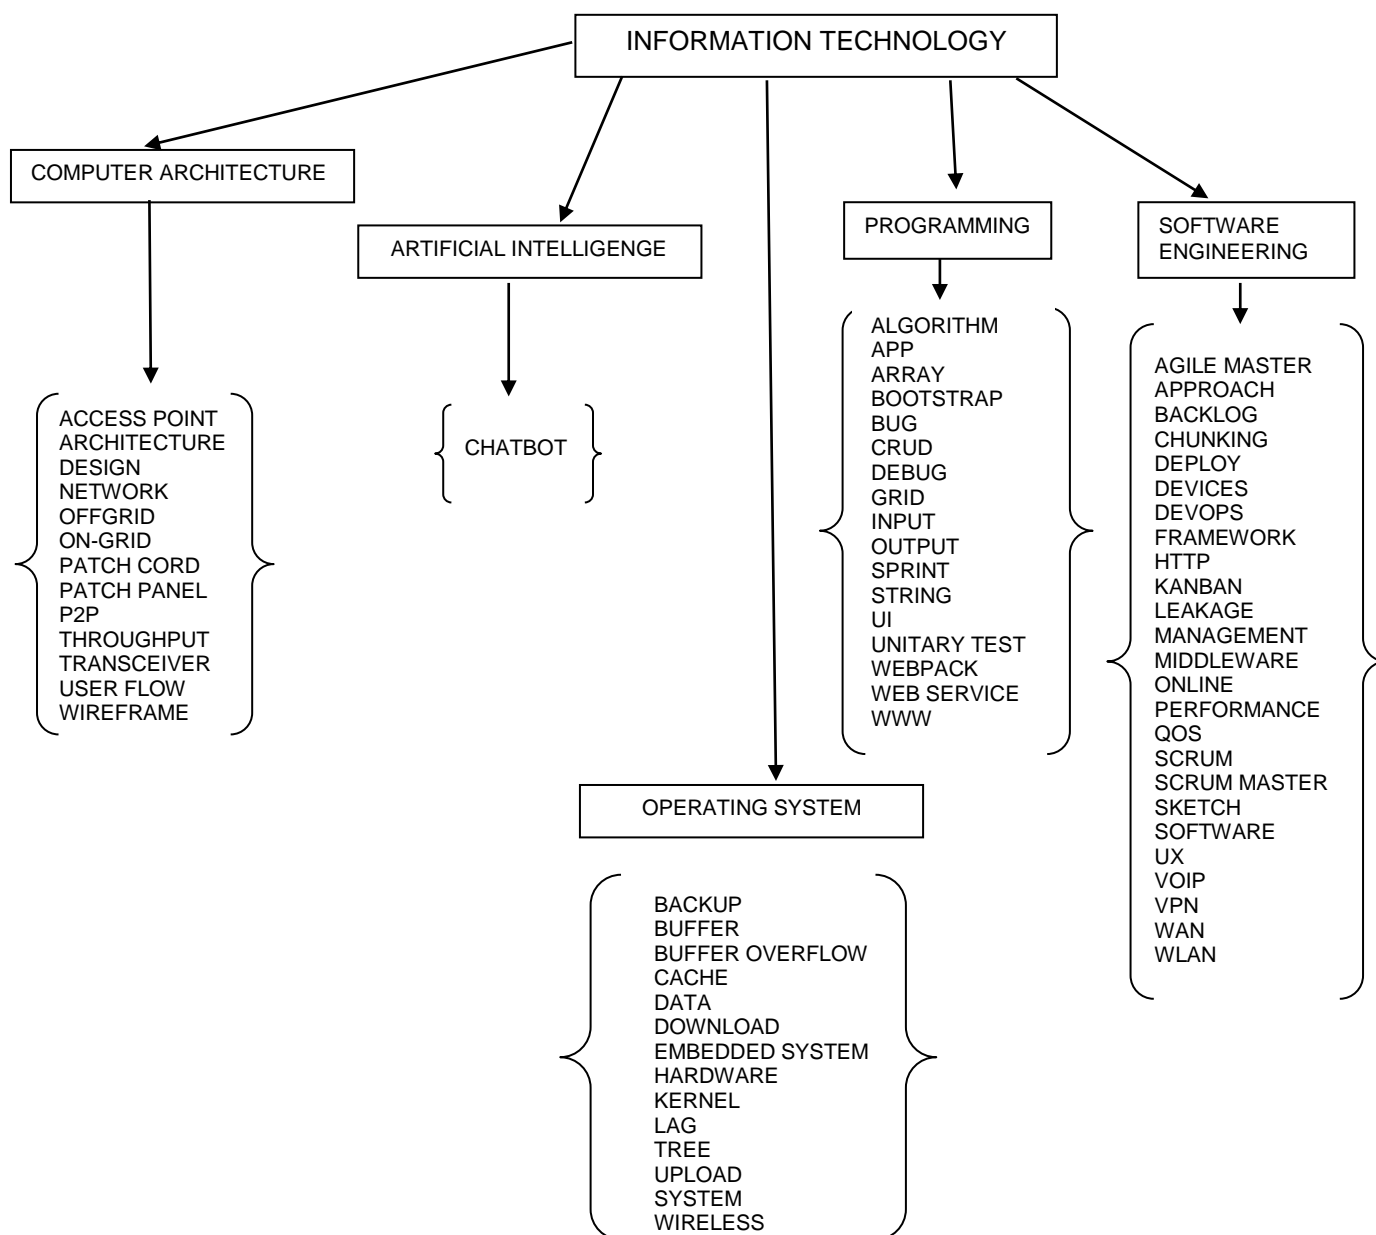 INFORMATION TECHNOLOGY
COMPUTER ARCHITECTURE
ARTIFICIAL INTELLIGENGE
PROGRAMMING
SOFTWARE
ENGINEERING
ACCESS POINT
ARCHITECTURE
DESIGN
NETWORK
OFFGRID
ON-GRID
PATCH CORD
PATCH PANEL
P2P
THROUGHPUT
TRANSCEIVER
USER FLOW
WIREFRAME
CHATBOT
ALGORITHM
APP
ARRAY
BOOTSTRAP
BUG
CRUD
DEBUG
GRID
INPUT
OUTPUT
SPRINT
STRING
UI
UNITARY TEST
WEBPACK
WEB SERVICE
WWW
AGILE MASTER
APPROACH
BACKLOG
CHUNKING
DEPLOY
DEVICES
DEVOPS
FRAMEWORK
HTTP
KANBAN
LEAKAGE
MANAGEMENT
MIDDLEWARE
ONLINE
PERFORMANCE
QOS
SCRUM
SCRUM MASTER
SKETCH
SOFTWARE
UX
VOIP
VPN
WAN
WLAN
OPERATING SYSTEM
BACKUP
BUFFER
BUFFER OVERFLOW
CACHE
DATA
DOWNLOAD
EMBEDDED SYSTEM
HARDWARE
KERNEL
LAG
TREE
UPLOAD
SYSTEM
WIRELESS